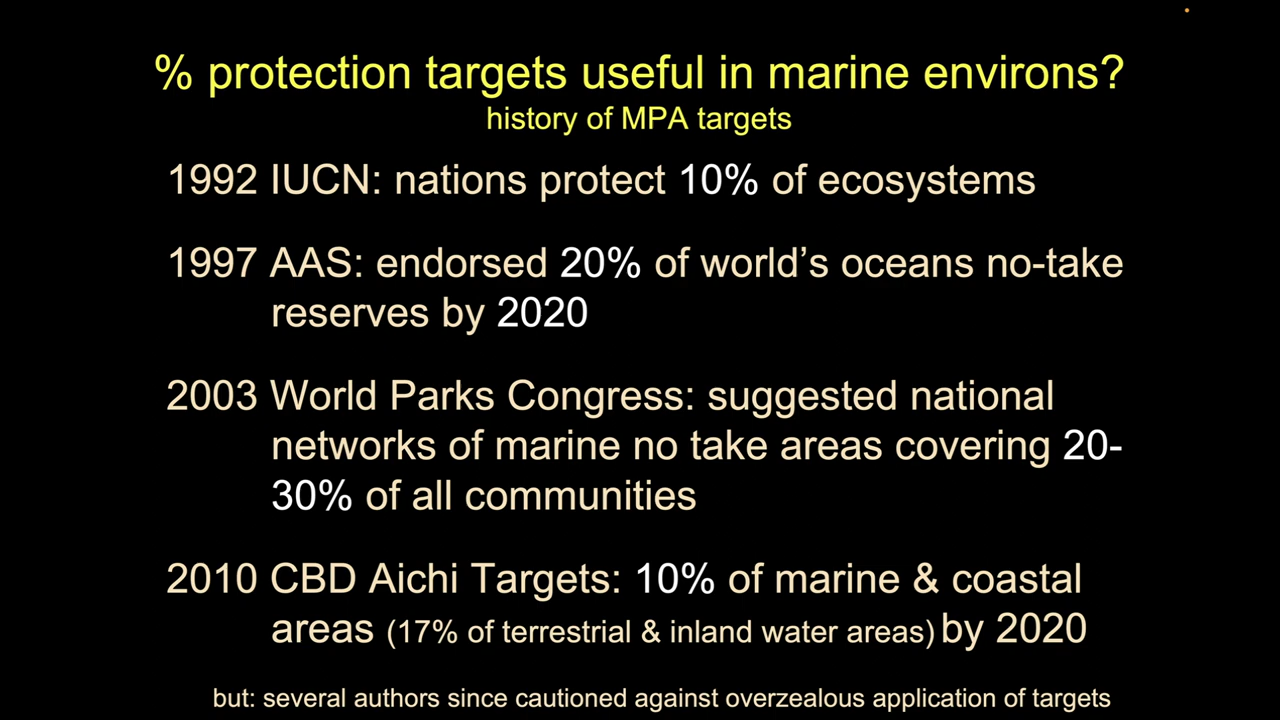 % protection targets useful in marine environs?
history of MPA targets
1992 IUCN: nations protect 10% of ecosystems
1997 AAS: endorsed 20% of world’s oceans no-take
reserves by 2020
2003 World Parks Congress: suggested national
networks of marine no take areas covering 20-
30% of all communities
2010 CBD Aichi Targets: 10% of marine & coastal
areas (17% of terrestrial & inland water areas) by 2020
but: several authors since cautioned against overzealous application of targets